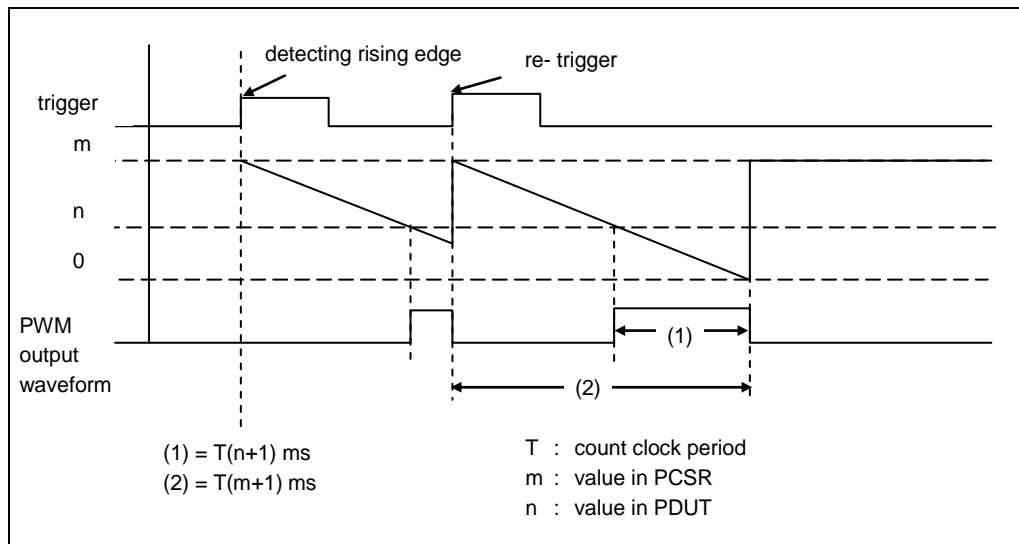 detecting rising edge
re- trigger
trigger
m
n
0
PWM
output
waveform
(1)
(2)
(1) = T(n+1) ms
(2) = T(m+1) ms
T : count clock period
m : value in PCSR
n : value in PDUT